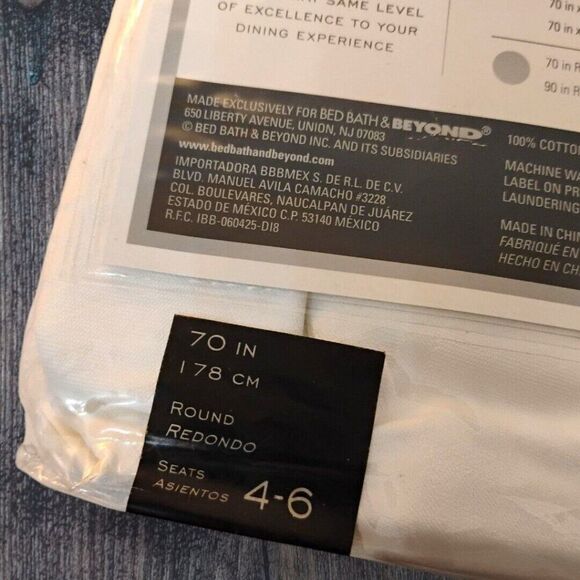 SAME LEVEL
OF EXCELLENCE TO YOUR
DINING EXPERIENCE
70 in
70 in x
70 in R
90 in R
MADE EXCLUSIVELY FOR BED BATH & BEYOND®
650 LIBERTY AVENUE, UNION, NJ 07083
© BED BATH & BEYOND INC. AND ITS SUBSIDIARIES
www.bedbathandbeyond.com
IMPORTADORA BBBMEX S. DE R.L. DE C.V.
BLVD. MANUEL AVILA CAMACHO #3228
COL. BOULEVARES, NAUCALPAN DE JUÁREZ
ESTADO DE MÉXICO C.P. 53140 MÉXICO
R.F.C. IBB-060425-DI8
100% COTTO
MACHINE WA
LABEL ON PR
LAUNDERING
MADE IN CHI
FABRIQUÉ EN
HECHO EN CH
70 IN
178 CM
ROUND
REDONDO
SEATS
ASIENTOS 4-6